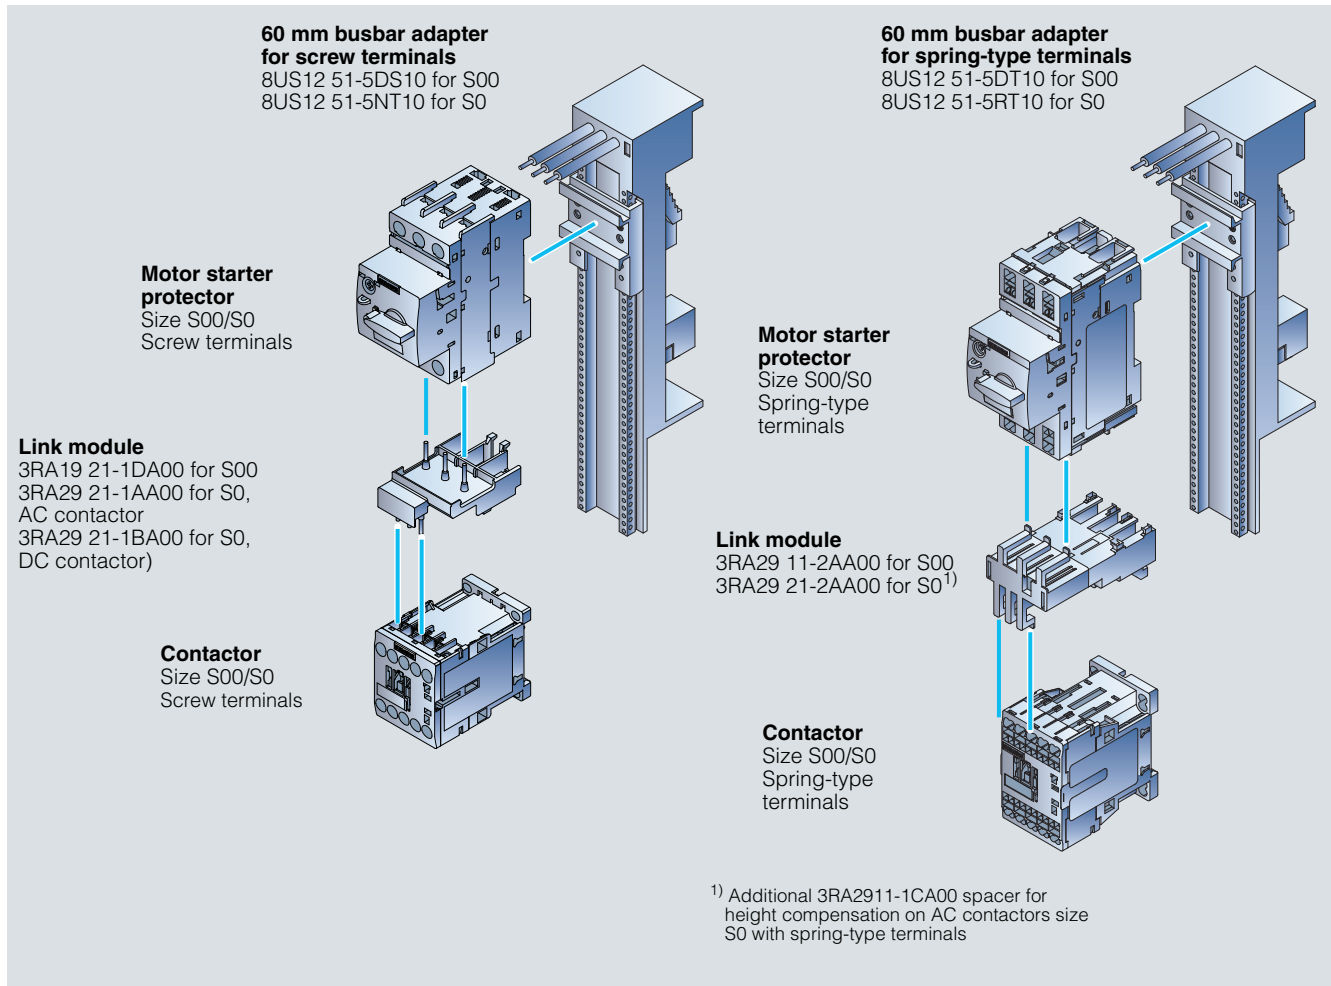 60 mm busbar adapter
for screw terminals
8US12 51-5DS10 for S00
8US12 51-5NT10 for S0
Motor starter
protector
Size S00/S0
Screw terminals
Link module
3RA19 21-1DA00 for S00
3RA29 21-1AA00 for S0,
AC contactor
3RA29 21-1BA00 for S0,
DC contactor)
Contactor
Size S00/S0
Screw terminals
60 mm busbar adapter
for spring-type terminals
8US12 51-5DT10 for S00
8US12 51-5RT10 for S0
Motor starter
protector
Size S00/S0
Spring-type
terminals
Link module
3RA29 11-2AA00 for S00
3RA29 21-2AA00 for S0¹⁾
Contactor
Size S00/S0
Spring-type
terminals
¹⁾ Additional 3RA2911-1CA00 spacer for
height compensation on AC contactors size
S0 with spring-type terminals